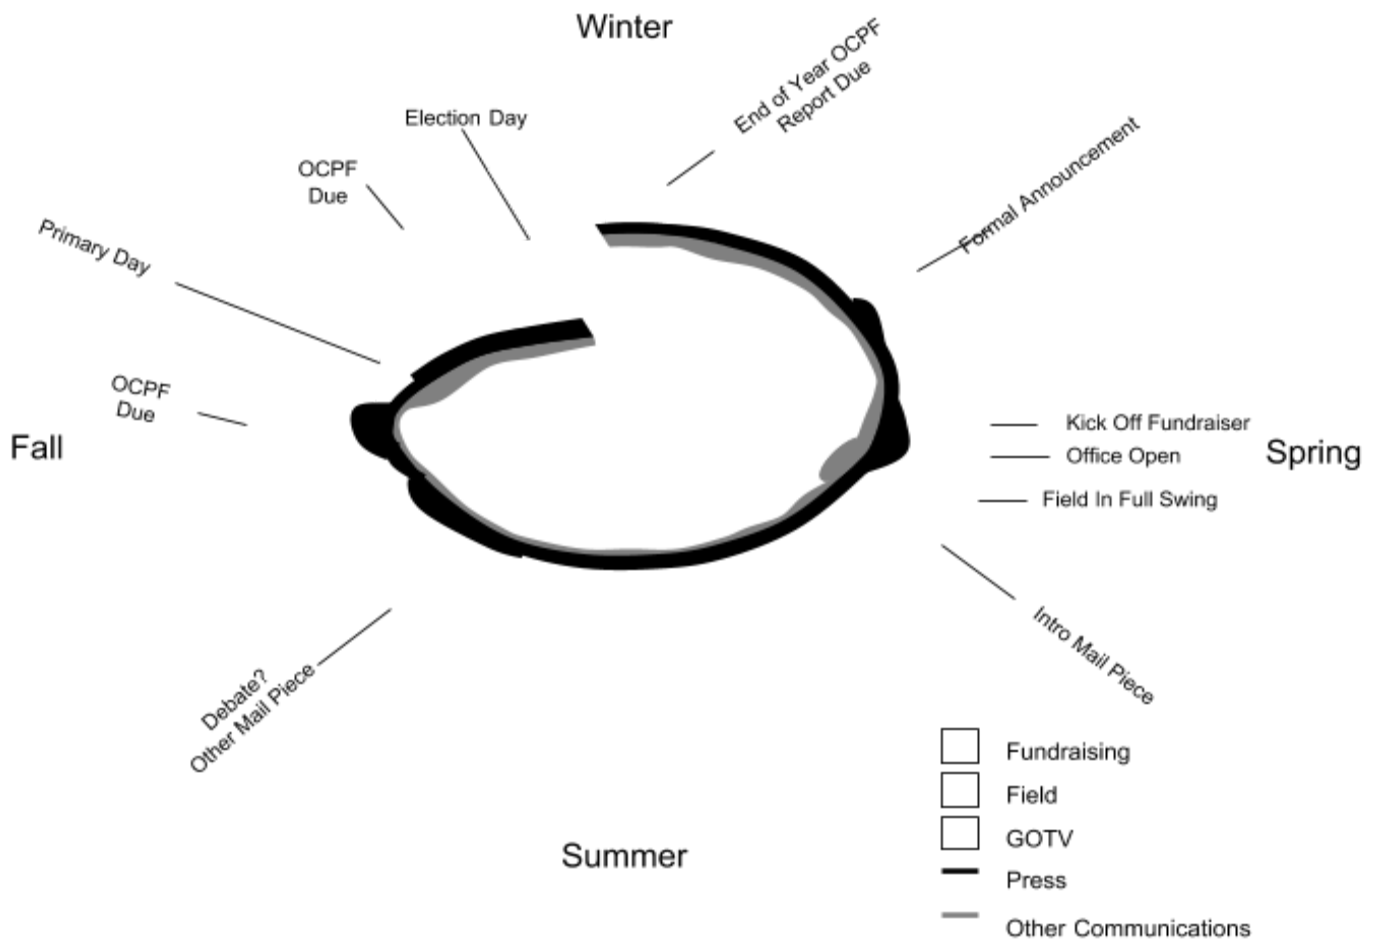 Winter
End of Year OCPF
Report Due
Election Day
OCPF
Due
Formal Announcement
Primary Day
OCPF
Due
Fall
Kick Off Fundraiser
Office Open
Spring
Field In Full Swing
Intro Mail Piece
Debate?
Other Mail Piece
Summer
Fundraising
Field
GOTV
Press
Other Communications